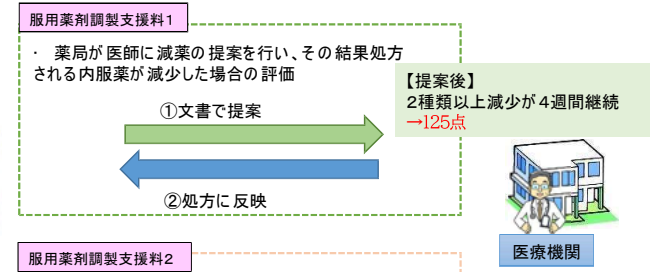 服用薬剤調製支援料1
・ 薬局が医師に減薬の提案を行い、その結果処方
される内服薬が減少した場合の評価
【提案後】
２種類以上減少が４週間継続
→125点
①文書で提案
②処方に反映
医療機関
服用薬剤調製支援料2